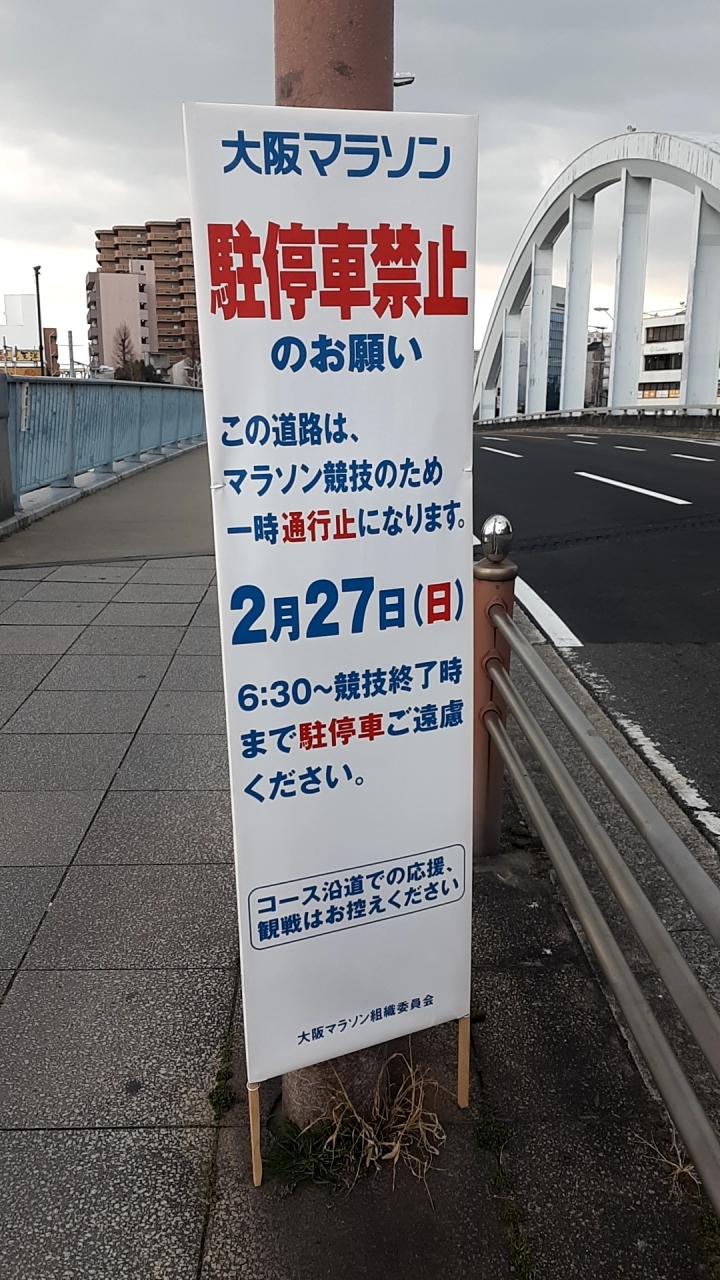 大阪マラソン
駐停車禁止
のお願い
この道路は、
マラソン競技のため
一時通行止になります。
2月27日(日)
6:30~競技終了時
まで駐停車ご遠慮
ください。
コース沿道での応援、
観戦はお控えください
大阪マラソン組織委員会